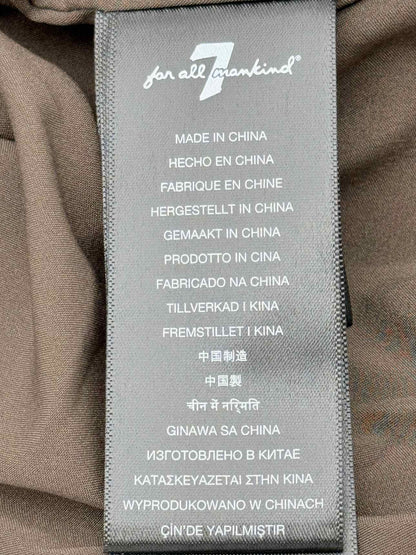 7
for all mankind®
MADE IN CHINA
HECHO EN CHINA
FABRIQUE EN CHINE
HERGESTELLT IN CHINA
GEMAAKT IN CHINA
PRODOTTO IN CINA
FABRICADO NA CHINA
TILLVERKAD I KINA
FREMSTILLET I KINA
中国制造
中国製
चीन में नर्िमति
GINAWA SA CHINA
ИЗГОТОВЛЕНО В КИТАЕ
ΚΑΤΑΣΚΕΥΑΖΕΤΑΙ ΣΤΗΝ ΚΙΝΑ
WYPRODUKOWANO W CHINACH
ÇİN'DE YAPILMIŞTIR